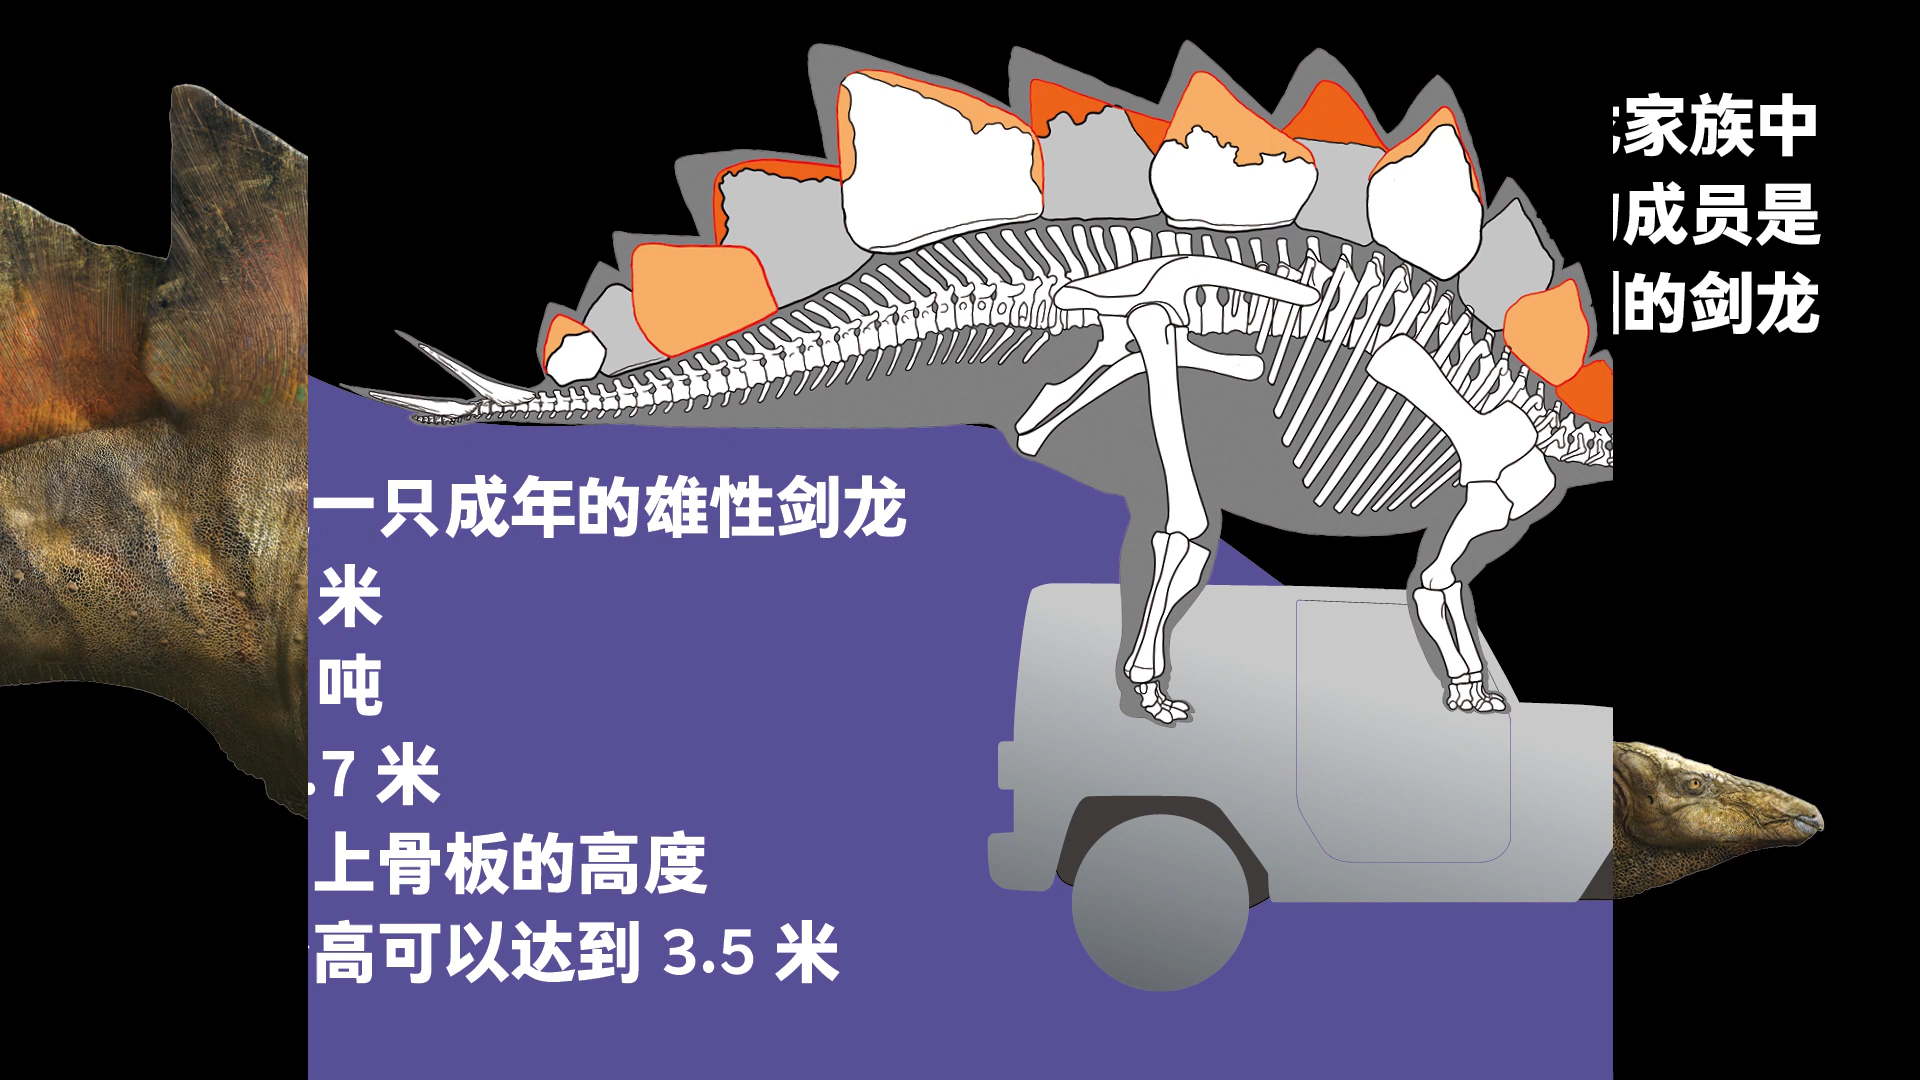 一只成年的雄性剑龙
米
吨
.7 米
上骨板的高度
高可以达到 3.5 米
家族中
成员是
的剑龙